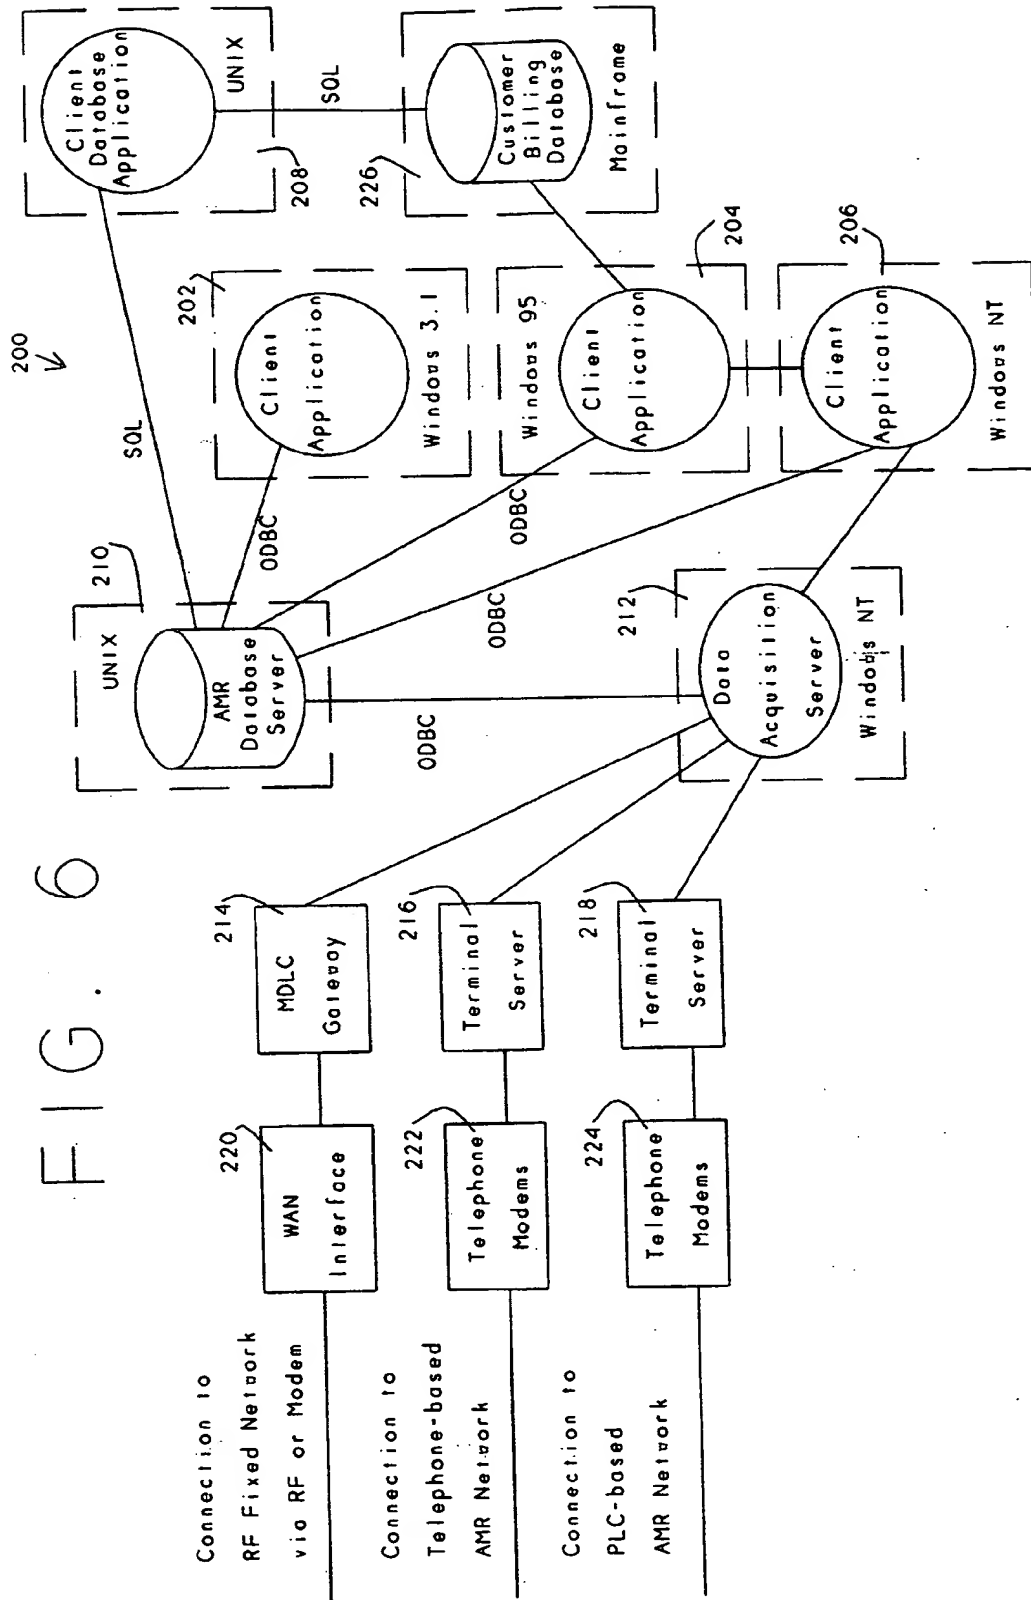 FIG. 6
200
Connection to
RF Fixed Network
via RF or Modem
220
WAN
Interface
214
MDLC
Gateway
Connection to
Telephone-based
AMR Network
222
Telephone
Modems
216
Terminal
Server
Connection to
PLC-based
AMR Network
224
Telephone
Modems
218
Terminal
Server
210
UNIX
AMR
Database
Server
212
Data
Acquisition
Server
Windows NT
ODBC
ODBC
ODBC
ODBC
SQL
202
Client
Application
Windows 3.1
Windows 95
204
Client
Application
206
Client
Application
Windows NT
Client
Database
Application
UNIX
208
SQL
226
Customer
Billing
Database
Mainframe